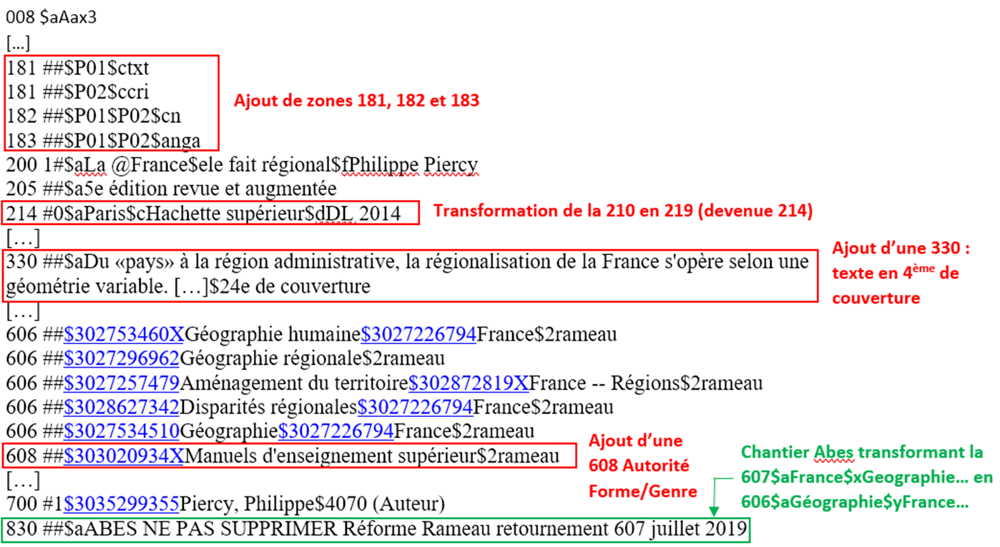 008 $aAax3
[...]
181 ##$P01$ctxt
181 ##$P02$ccri
182 ##$P01$P02$cn
183 ##$P01$P02$anga
Ajout de zones 181, 182 et 183
200 1#$aLa @France$ele fait régional$fPhilippe Piercy
205 ##$a5e édition revue et augmentée
214 #0$aParis$cHachette supérieur$dDL 2014
Transformation de la 210 en 219 (devenue 214)
[…]
330 ##$aDu «pays» à la région administrative, la régionalisation de la France s'opère selon une
géométrie variable. […]$24e de couverture
Ajout d’une 330 :
texte en 4ème de
couverture
[…]
606 ##$302753460XGéographie humaine$3027226794France$2rameau
606 ##$3027296962Géographie régionale$2rameau
606 ##$3027257479Aménagement du territoire$302872819XFrance -- Régions$2rameau
606 ##$3028627342Disparités régionales$3027226794France$2rameau
606 ##$3027534510Géographie$3027226794France$2rameau
608 ##$303020934XManuels d'enseignement supérieur$2rameau
Ajout d’une
608 Autorité
Forme/Genre
Chantier Abes transformant la
607$aFrance$xGeographie… en
606$aGéographie$yFrance…
[…]
700 #1$3035299355Piercy, Philippe$4070 (Auteur)
830 ##$aABES NE PAS SUPPRIMER Réforme Rameau retournement 607 juillet 2019